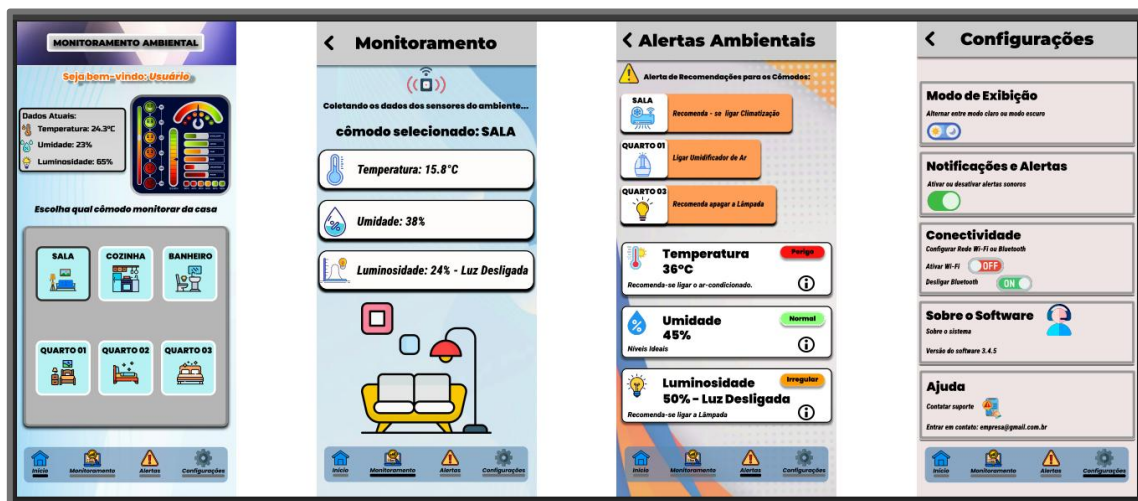 MONITORAMENTO AMBIENTAL
Seja bem-vindo: Usuário
Dados Atuais:
Temperatura: 24.3ºC
Umidade: 23%
Luminosidade: 65%
Escolha qual cômodo monitorar da casa
SALA
COZINHA
BANHEIRO
QUARTO 01
QUARTO 02
QUARTO 03
Início
Monitoramento
Alertas
Configurações
Monitoramento
Coletando os dados dos sensores do ambiente...
cômodo selecionado: SALA
Temperatura: 15.8°C
Umidade: 38%
Luminosidade: 24% - Luz Desligada
Início
Monitoramento
Alertas
Configurações
Alertas Ambientais
Alerta de Recomendações para os Cômodos:
SALA
Recomenda - se ligar Climatização
QUARTO 01
Ligar Umidificador de Ar
QUARTO 03
Recomenda apagar a Lâmpada
Temperatura
Perigo
36ºC
Recomenda-se ligar o ar-condicionado.
Umidade
Normal
45%
Níveis Ideais
Luminosidade
Irregular
50% - Luz Desligada
Recomenda-se ligar a Lâmpada
Início
Monitoramento
Alertas
Configurações
Configurações
Modo de Exibição
Alternar entre modo claro ou modo escuro
Notificações e Alertas
Ativar ou desativar alertas sonoros
Conectividade
Configurar Rede Wi-Fi ou Bluetooth
Ativar Wi-Fi OFF
Desligar Bluetooth ON
Sobre o Software
Sobre o sistema
Versão do software 3.4.5
Ajuda
Contatar suporte
Entrar em contato: empresa@gmail.com.br
Início
Monitoramento
Alertas
Configurações